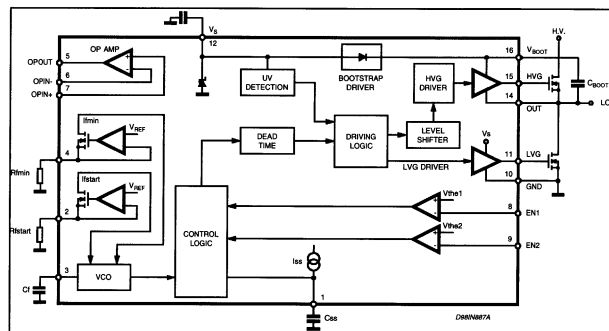 Vs
12
H.V.
OP AMP
OPOUT 5
OPIN- 6
OPIN+ 7
UV DETECTION
BOOTSTRAP DRIVER
16 VBOOT
HVG DRIVER
15 HVG
CBOOT
14 OUT
Ifmin
VREF
4
Rfmin
DEAD TIME
DRIVING LOGIC
LEVEL SHIFTER
Vs
LVG DRIVER
11 LVG
10 GND
Ifstart
VREF
2
Rfstart
CONTROL LOGIC
Vthe1
8 EN1
Vthe2
9 EN2
Iss
3
VCO
Cf
1
Css
D98IN887A